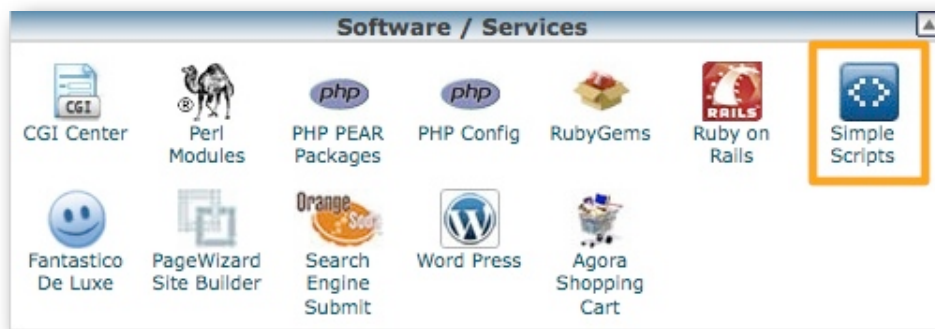 Software / Services
CGI
®
php
php
RAILS
CGI Center
Perl
Modules
PHP PEAR
Packages
PHP Config
RubyGems
Ruby on
Rails
Simple
Scripts
Orange
Soda
W
Fantastico
De Luxe
PageWizard
Site Builder
Search
Engine
Submit
Word Press
Agora
Shopping
Cart